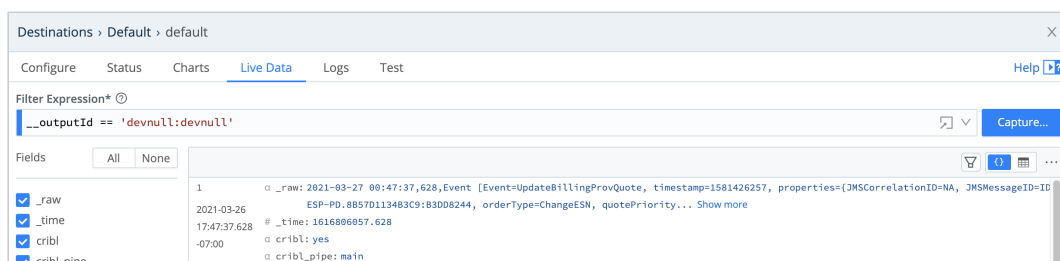 Destinations › Default › default
Configure Status Charts Live Data Logs Test Help
Filter Expression*
__outputId == 'devnull:devnull' Capture...
Fields All None
1 α _raw: 2021-03-27 00:47:37,628,Event [Event=UpdateBillingProvQuote, timestamp=1581426257, properties={JMSCorrelationID=NA, JMSMessageID=ID
_raw 2021-03-26 ESP-PD.8B57D1134B3C9:B3DD8244, orderType=ChangeESN, quotePriority... Show more
_time 17:47:37.628 # _time: 1616806057.628
cribl -07:00 α cribl: yes
cribl_pipe α cribl_pipe: main